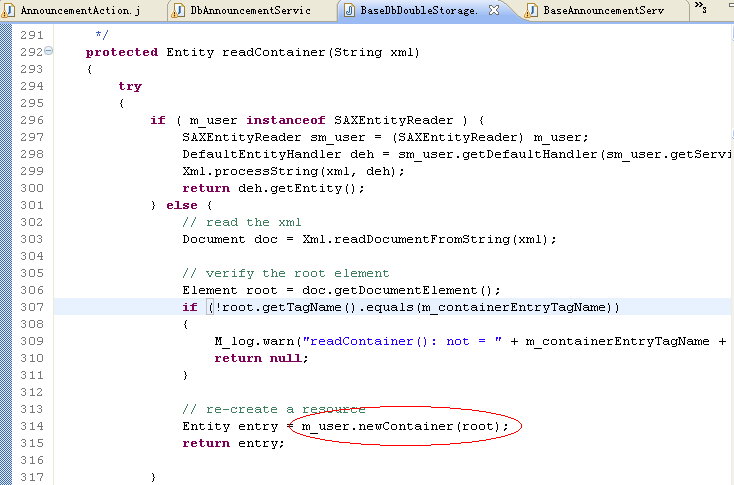 AnnouncementAction.j DbAnnouncementServic BaseDbDoubleStorage. BaseAnnouncementServ »3
291 */
292 protected Entity readContainer(String xml)
293 {
294 try
295 {
296 if ( m_user instanceof SAXEntityReader ) {
297 SAXEntityReader sm_user = (SAXEntityReader) m_user;
298 DefaultEntityHandler deh = sm_user.getDefaultHandler(sm_user.getServi
299 Xml.processString(xml, deh);
300 return deh.getEntity();
301 } else {
302 // read the xml
303 Document doc = Xml.readDocumentFromString(xml);
304
305 // verify the root element
306 Element root = doc.getDocumentElement();
307 if (!root.getTagName().equals(m_containerEntryTagName))
308 {
309 M_log.warn("readContainer(): not = " + m_containerEntryTagName +
310 return null;
311 }
312
313 // re-create a resource
314 Entity entry = m_user.newContainer(root);
315 return entry;
316
317 }